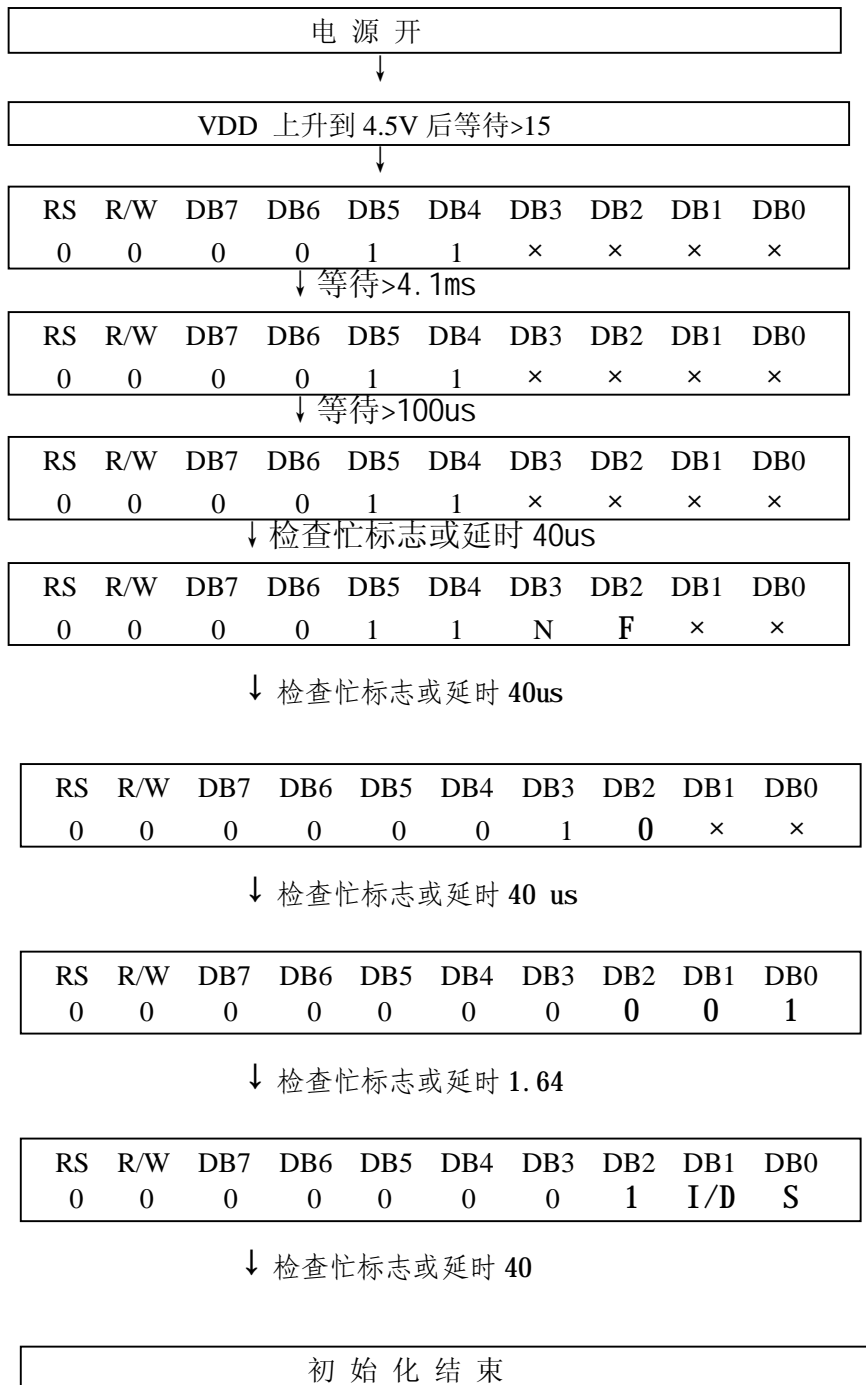 电 源 开
↓
VDD 上升到 4.5V 后等待>15
↓
RS R/W DB7 DB6 DB5 DB4 DB3 DB2 DB1 DB0
0 0 0 0 1 1 × × × ×
↓ 等待>4.1ms
RS R/W DB7 DB6 DB5 DB4 DB3 DB2 DB1 DB0
0 0 0 0 1 1 × × × ×
↓ 等待>100us
RS R/W DB7 DB6 DB5 DB4 DB3 DB2 DB1 DB0
0 0 0 0 1 1 × × × ×
↓ 检查忙标志或延时 40us
RS R/W DB7 DB6 DB5 DB4 DB3 DB2 DB1 DB0
0 0 0 0 1 1 N F × ×
↓ 检查忙标志或延时 40us
RS R/W DB7 DB6 DB5 DB4 DB3 DB2 DB1 DB0
0 0 0 0 0 0 1 0 × ×
↓ 检查忙标志或延时 40 us
RS R/W DB7 DB6 DB5 DB4 DB3 DB2 DB1 DB0
0 0 0 0 0 0 0 0 0 1
↓ 检查忙标志或延时 1.64
RS R/W DB7 DB6 DB5 DB4 DB3 DB2 DB1 DB0
0 0 0 0 0 0 0 1 I/D S
↓ 检查忙标志或延时 40
初 始 化 结 束